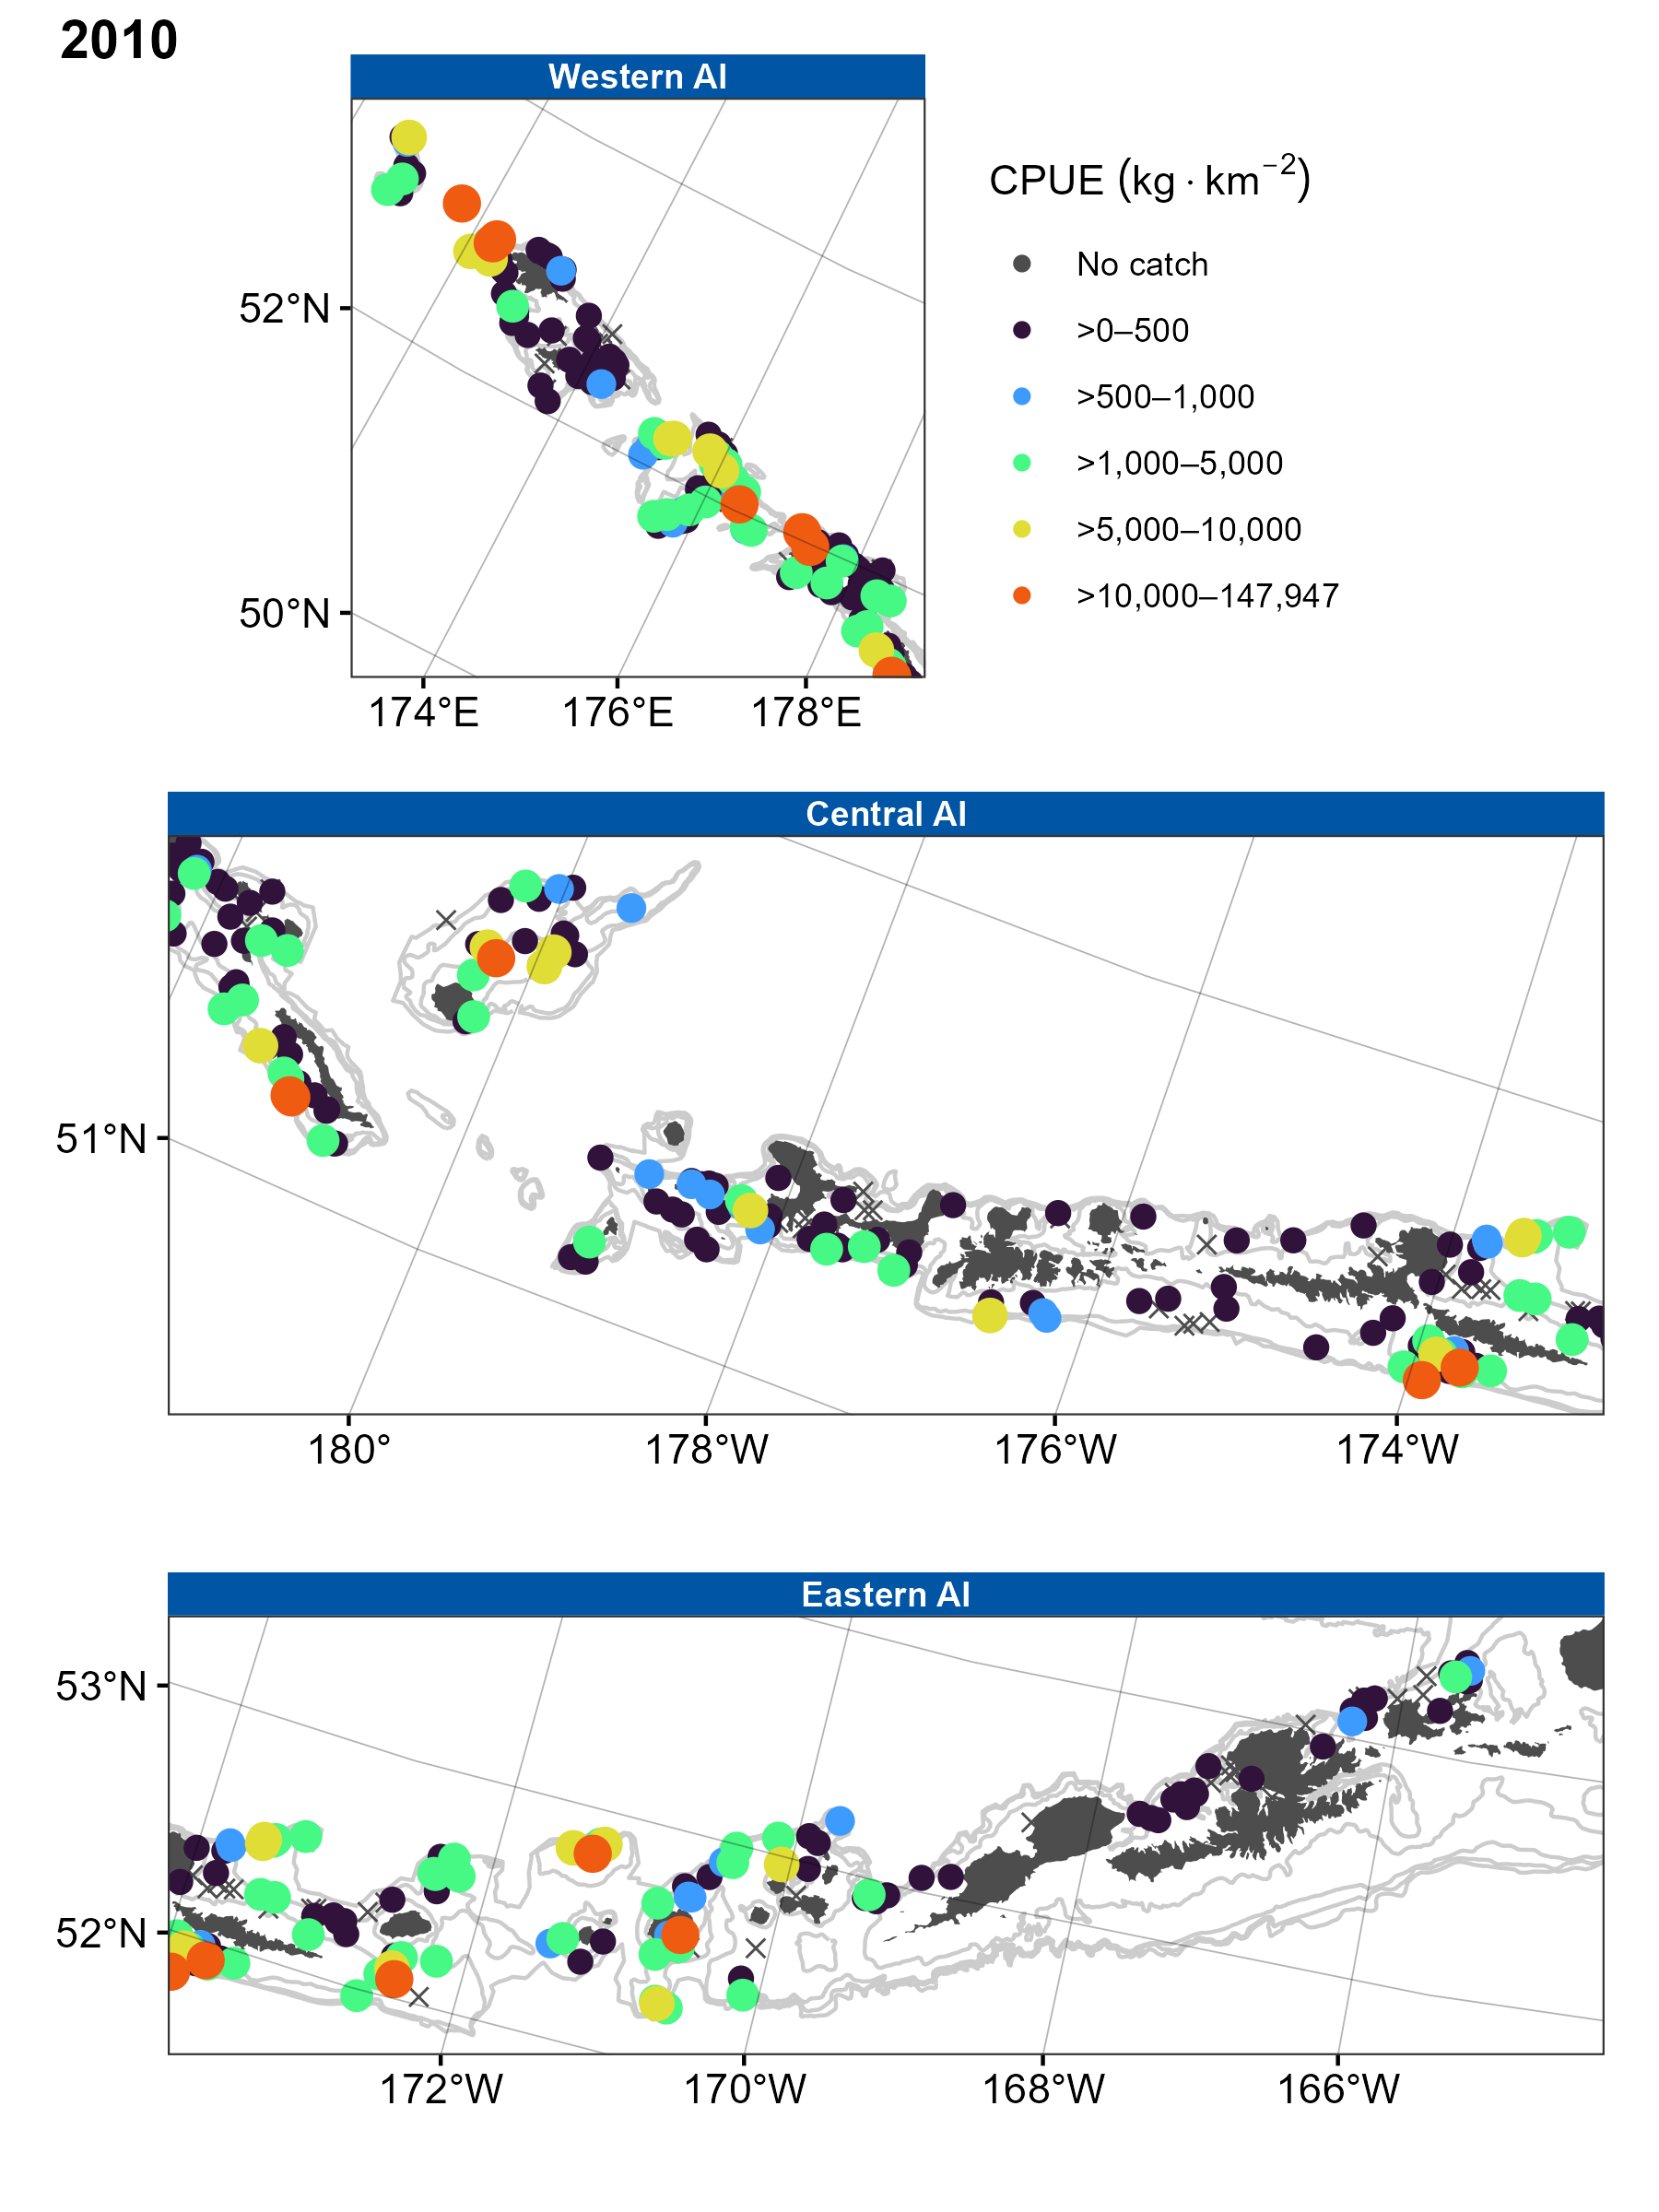 2010
Western AI
CPUE (kg · km⁻²)
No catch
>0–500
>500–1,000
>1,000–5,000
>5,000–10,000
>10,000–147,947
52°N
50°N
174°E 176°E 178°E
Central AI
51°N
180° 178°W 176°W 174°W
Eastern AI
53°N
52°N
172°W 170°W 168°W 166°W